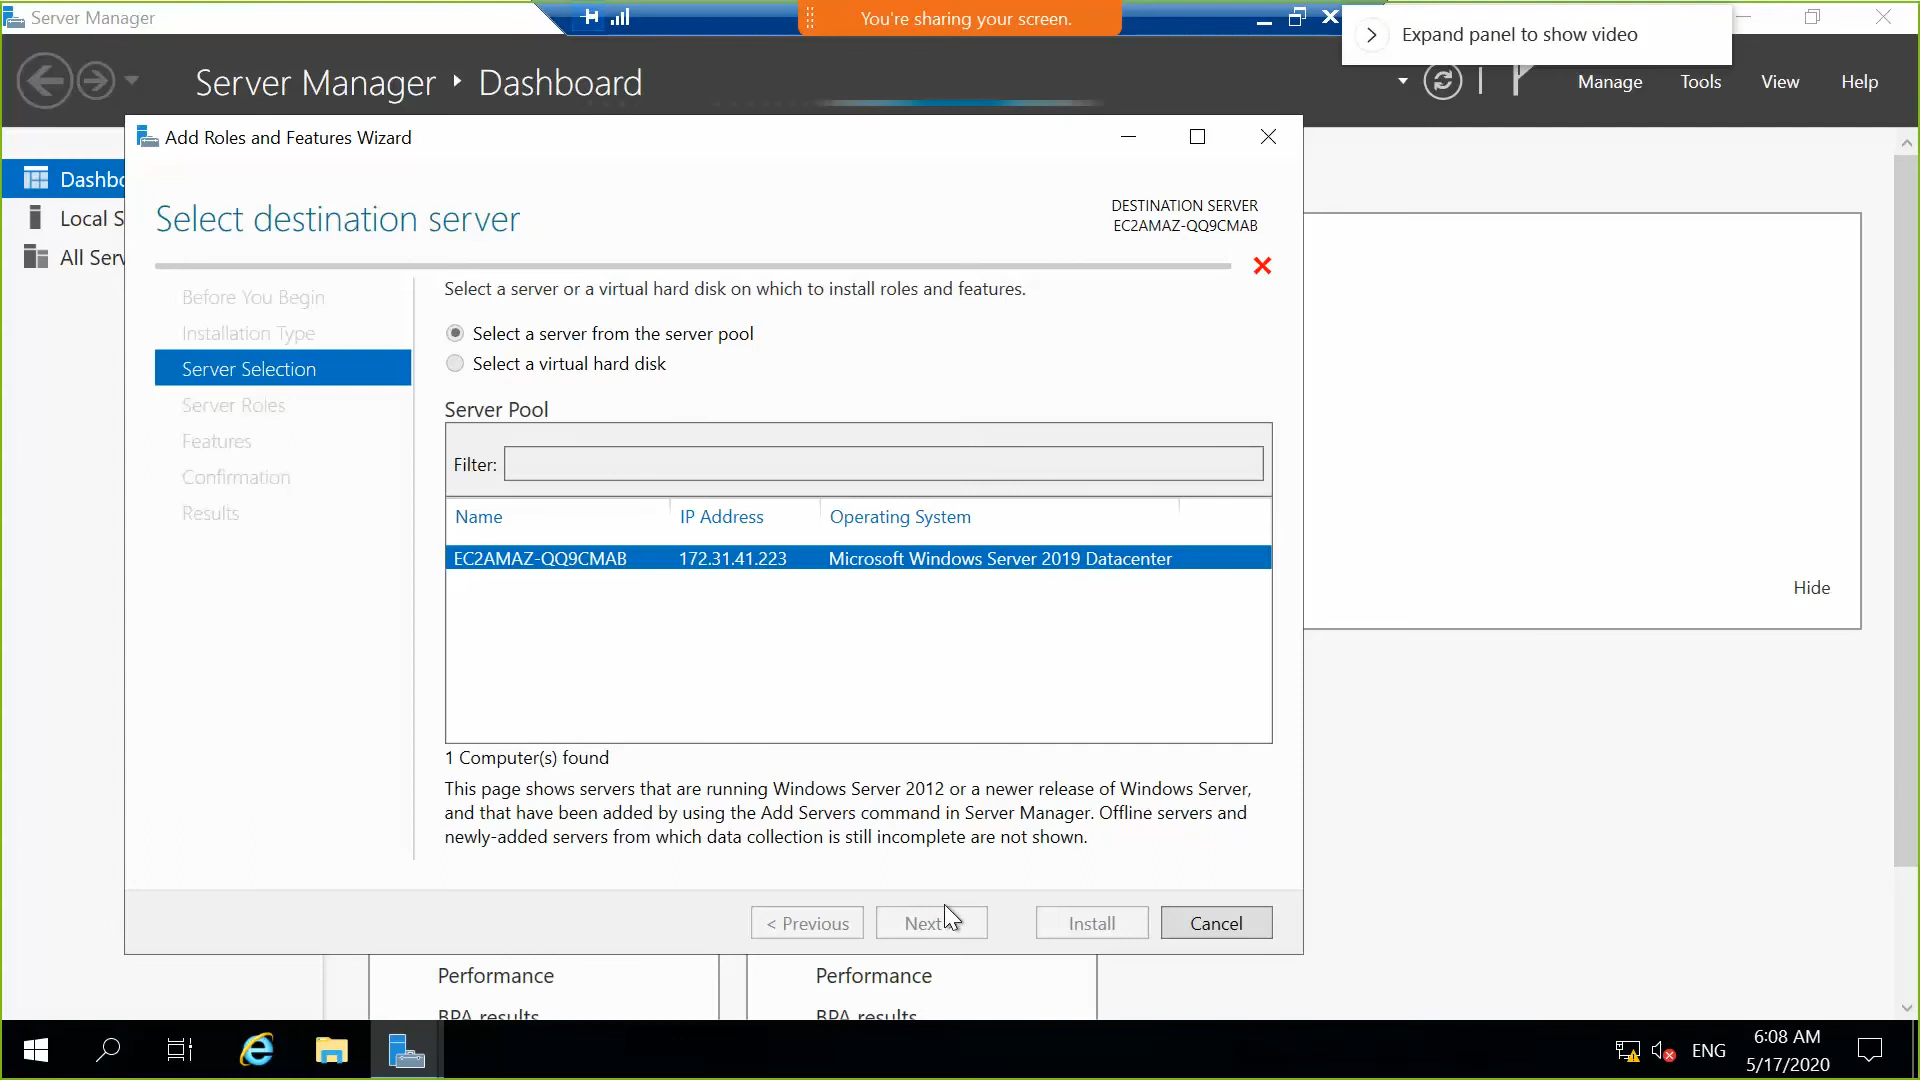 Server Manager
You're sharing your screen.
Expand panel to show video
Server Manager
Dashboard
Manage
Tools
View
Help
Add Roles and Features Wizard
Dashbo
Local S
All Serv
Select destination server
DESTINATION SERVER
EC2AMAZ-QQ9CMAB
Before You Begin
Installation Type
Server Selection
Server Roles
Features
Confirmation
Results
Select a server or a virtual hard disk on which to install roles and features.
Select a server from the server pool
Select a virtual hard disk
Server Pool
Filter:
Name IP Address Operating System
EC2AMAZ-QQ9CMAB 172.31.41.223 Microsoft Windows Server 2019 Datacenter
1 Computer(s) found
This page shows servers that are running Windows Server 2012 or a newer release of Windows Server,
and that have been added by using the Add Servers command in Server Manager. Offline servers and
newly-added servers from which data collection is still incomplete are not shown.
Hide
< Previous
Next
Install
Cancel
Performance
Performance
BPA results
BPA results
ENG
6:08 AM
5/17/2020